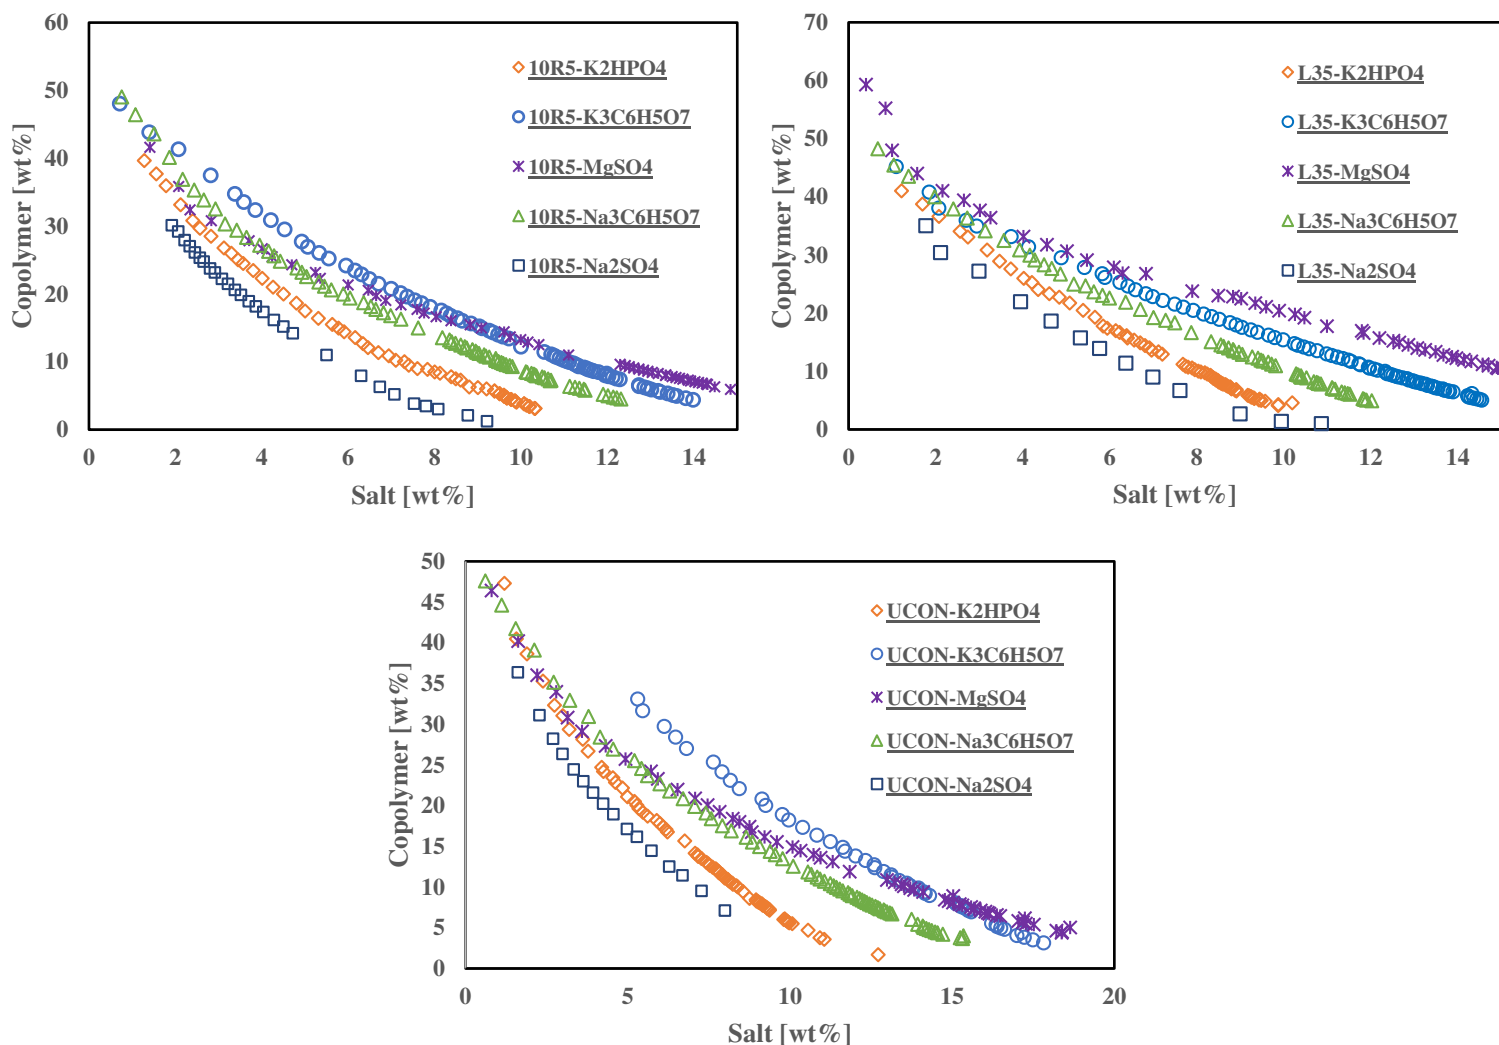 60
50
40
30
20
10
0
Copolymer [wt%]
10R5-K2HPO4
10R5-K3C6H5O7
10R5-MgSO4
10R5-Na3C6H5O7
10R5-Na2SO4
0 2 4 6 8 10 12 14
Salt [wt%]
70
60
50
40
30
20
10
0
Copolymer [wt%]
L35-K2HPO4
L35-K3C6H5O7
L35-MgSO4
L35-Na3C6H5O7
L35-Na2SO4
0 2 4 6 8 10 12 14
Salt [wt%]
50
45
40
35
30
25
20
15
10
5
0
Copolymer [wt%]
UCON-K2HPO4
UCON-K3C6H5O7
UCON-MgSO4
UCON-Na3C6H5O7
UCON-Na2SO4
0 5 10 15 20
Salt [wt%]